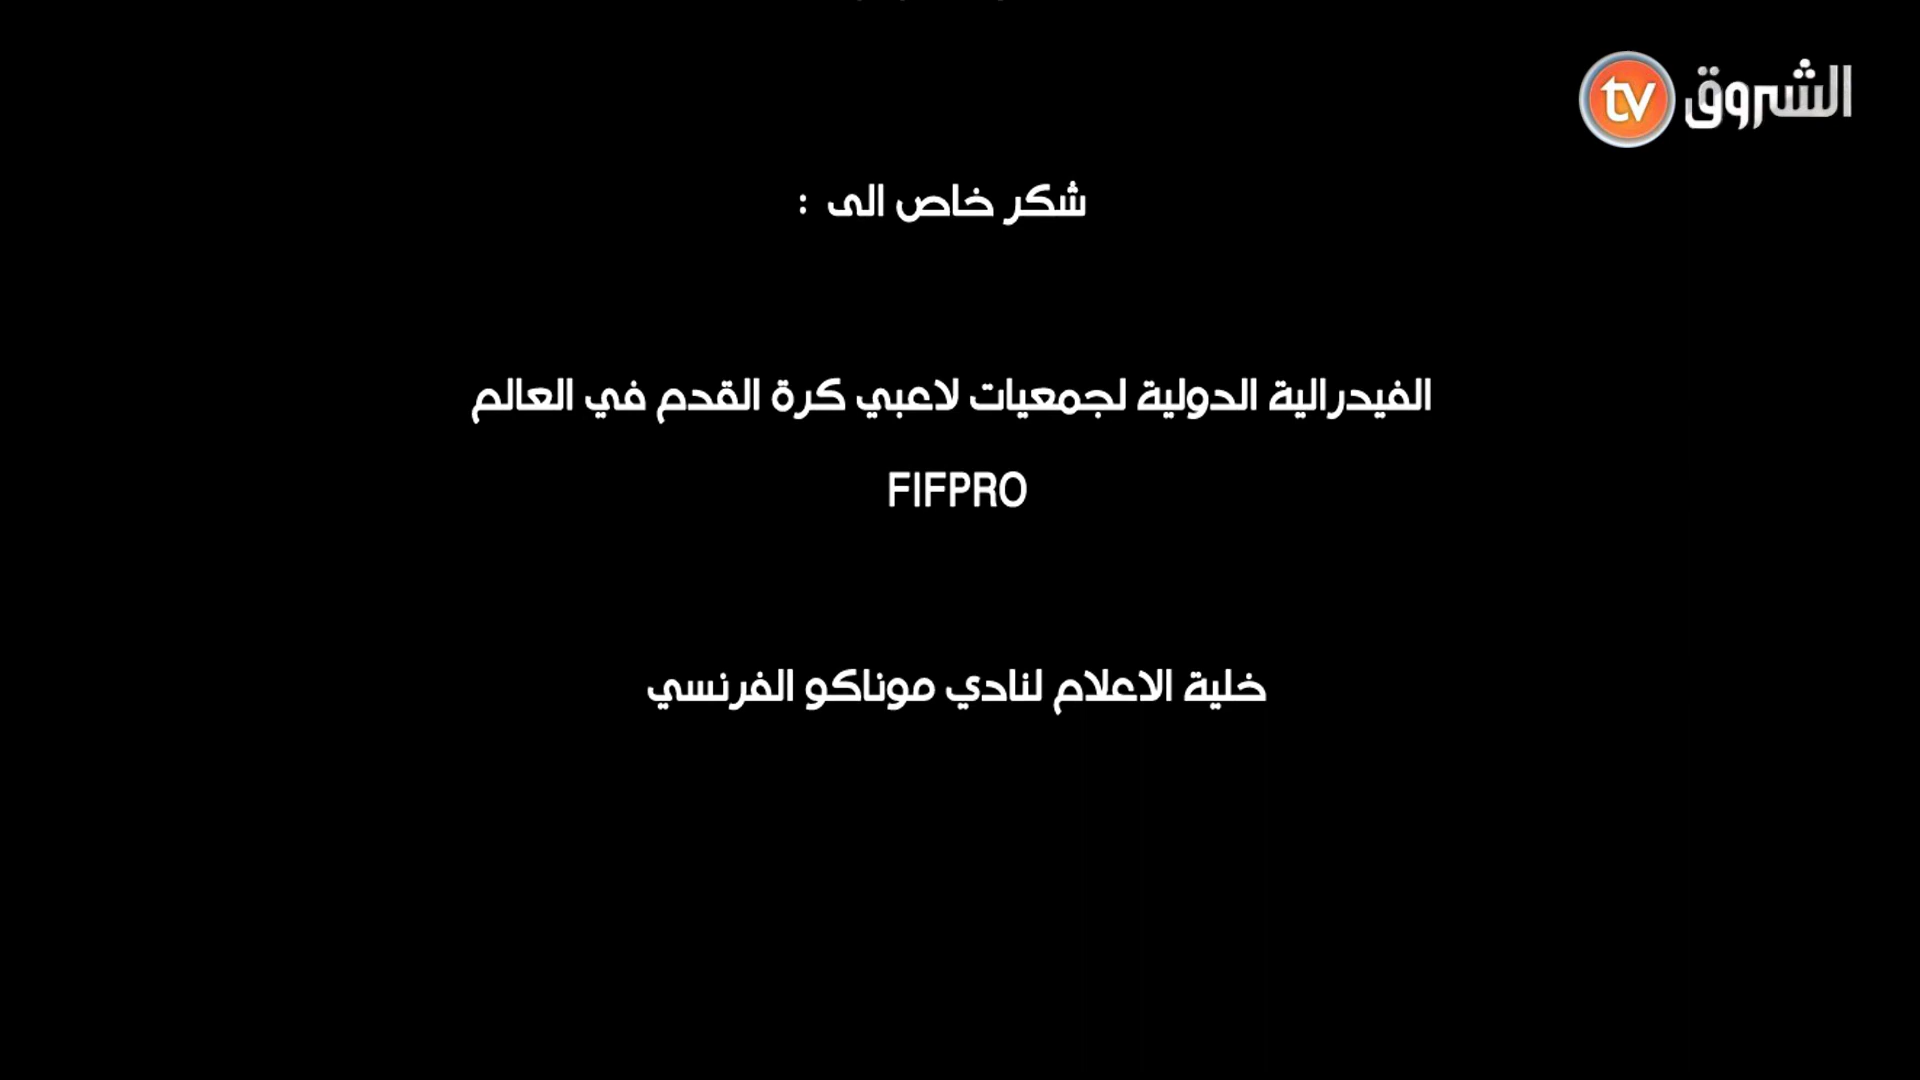 الشروق tv
شكر خاص الى :
الفيدرالية الدولية لجمعيات لاعبي كرة القدم في العالم
FIFPRO
خلية الاعلام لنادي موناكو الفرنسي